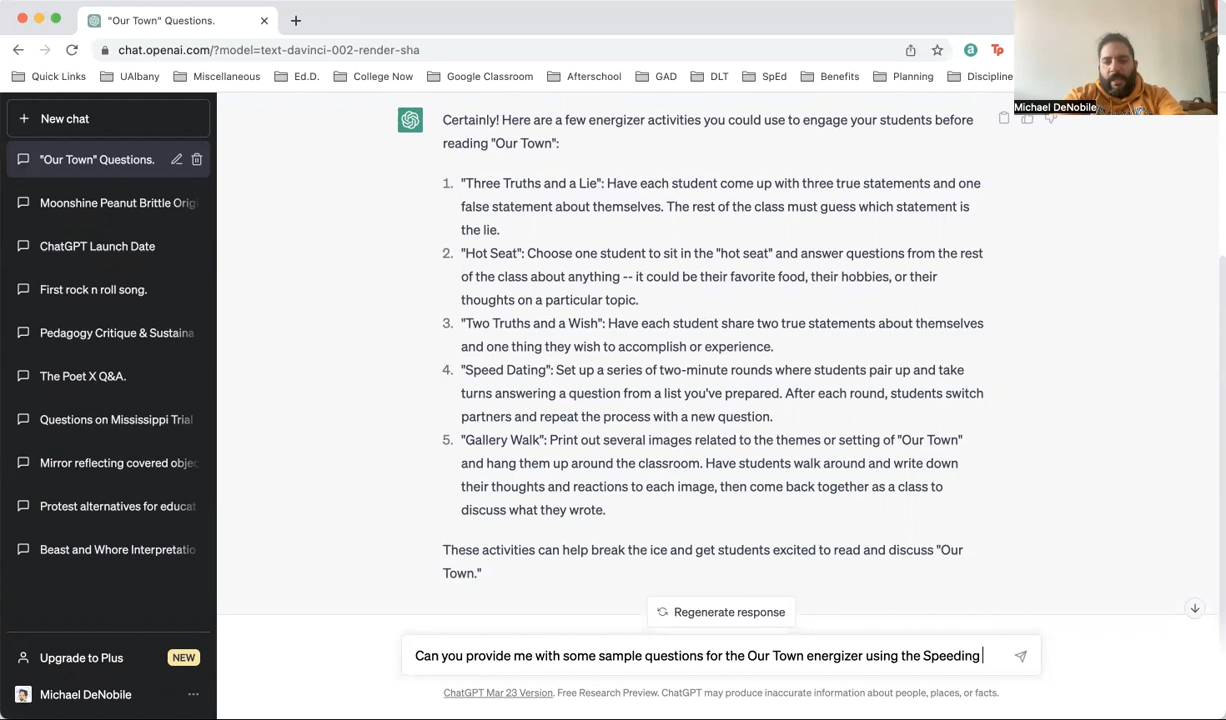 "Our Town" Questions.
chat.openai.com/?model=text-davinci-002-render-sha
Quick Links UAlbany Miscellaneous Ed.D. College Now Google Classroom Afterschool GAD DLT SpEd Benefits Planning Discipline
Michael DeNobile
New chat
"Our Town" Questions.
Moonshine Peanut Brittle Orig
ChatGPT Launch Date
First rock n roll song.
Pedagogy Critique & Sustaina
The Poet X Q&A.
Questions on Mississippi Trial
Mirror reflecting covered objec
Protest alternatives for educat
Beast and Whore Interpretatio
Upgrade to Plus NEW
Michael DeNobile
Certainly! Here are a few energizer activities you could use to engage your students before
reading "Our Town":
1. "Three Truths and a Lie": Have each student come up with three true statements and one
false statement about themselves. The rest of the class must guess which statement is
the lie.
2. "Hot Seat": Choose one student to sit in the "hot seat" and answer questions from the rest
of the class about anything -- it could be their favorite food, their hobbies, or their
thoughts on a particular topic.
3. "Two Truths and a Wish": Have each student share two true statements about themselves
and one thing they wish to accomplish or experience.
4. "Speed Dating": Set up a series of two-minute rounds where students pair up and take
turns answering a question from a list you've prepared. After each round, students switch
partners and repeat the process with a new question.
5. "Gallery Walk": Print out several images related to the themes or setting of "Our Town"
and hang them up around the classroom. Have students walk around and write down
their thoughts and reactions to each image, then come back together as a class to
discuss what they wrote.
These activities can help break the ice and get students excited to read and discuss "Our
Town."
Regenerate response
Can you provide me with some sample questions for the Our Town energizer using the Speeding
ChatGPT Mar 23 Version. Free Research Preview. ChatGPT may produce inaccurate information about people, places, or facts.